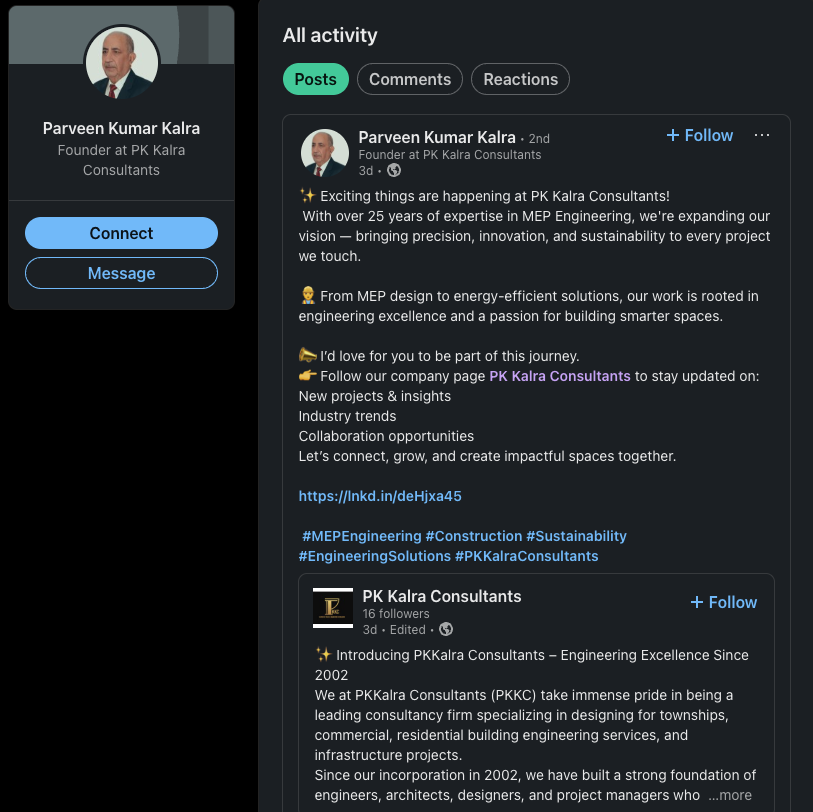 Parveen Kumar Kalra
Founder at PK Kalra
Consultants
Connect
Message
All activity
Posts
Comments
Reactions
Parveen Kumar Kalra • 2nd
Founder at PK Kalra Consultants
3d •
+ Follow
...
✨ Exciting things are happening at PK Kalra Consultants!
With over 25 years of expertise in MEP Engineering, we're expanding our
vision — bringing precision, innovation, and sustainability to every project
we touch.
👷‍♂️ From MEP design to energy-efficient solutions, our work is rooted in
engineering excellence and a passion for building smarter spaces.
📣 I'd love for you to be part of this journey.
👉 Follow our company page PK Kalra Consultants to stay updated on:
New projects & insights
Industry trends
Collaboration opportunities
Let's connect, grow, and create impactful spaces together.
https://lnkd.in/deHjxa45
#MEPEngineering #Construction #Sustainability
#EngineeringSolutions #PKKalraConsultants
PK Kalra Consultants
16 followers
3d • Edited •
+ Follow
✨ Introducing PKKalra Consultants – Engineering Excellence Since
2002
We at PKKalra Consultants (PKKC) take immense pride in being a
leading consultancy firm specializing in designing for townships,
commercial, residential building engineering services, and
infrastructure projects.
Since our incorporation in 2002, we have built a strong foundation of
engineers, architects, designers, and project managers who ...more